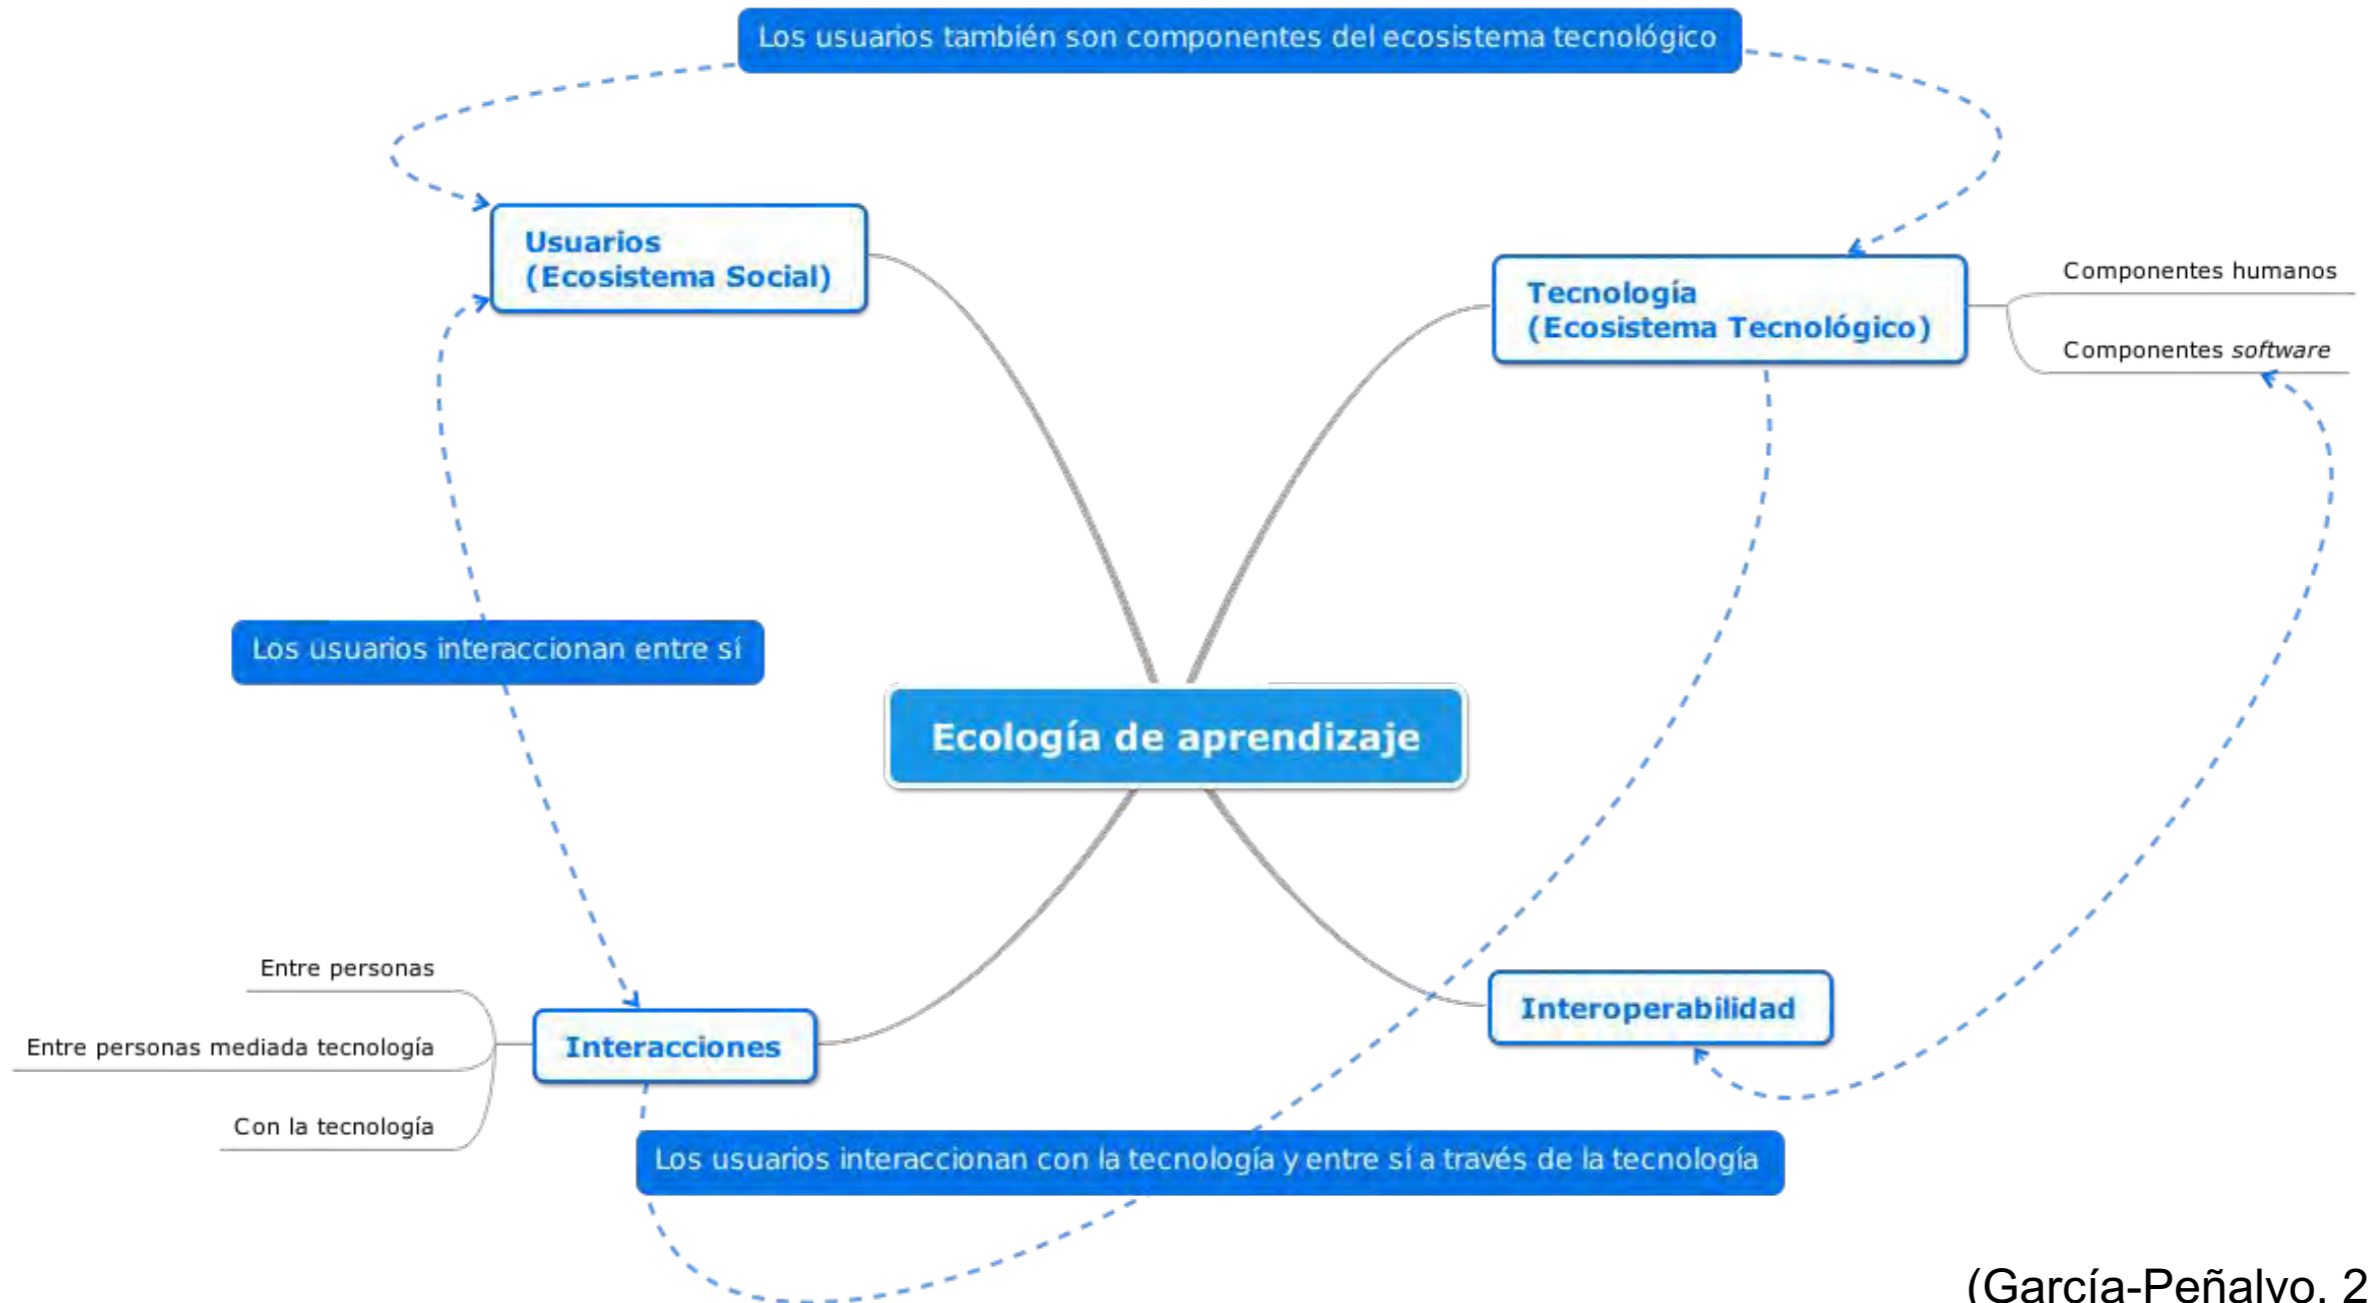 Los usuarios también son componentes del ecosistema tecnológico
Usuarios
(Ecosistema Social)
Tecnología
(Ecosistema Tecnológico)
Componentes humanos
Componentes software
Los usuarios interaccionan entre sí
Ecología de aprendizaje
Entre personas
Entre personas mediada tecnología
Con la tecnología
Interacciones
Interoperabilidad
Los usuarios interaccionan con la tecnología y entre sí a través de la tecnología
(García-Peñalvo, 2